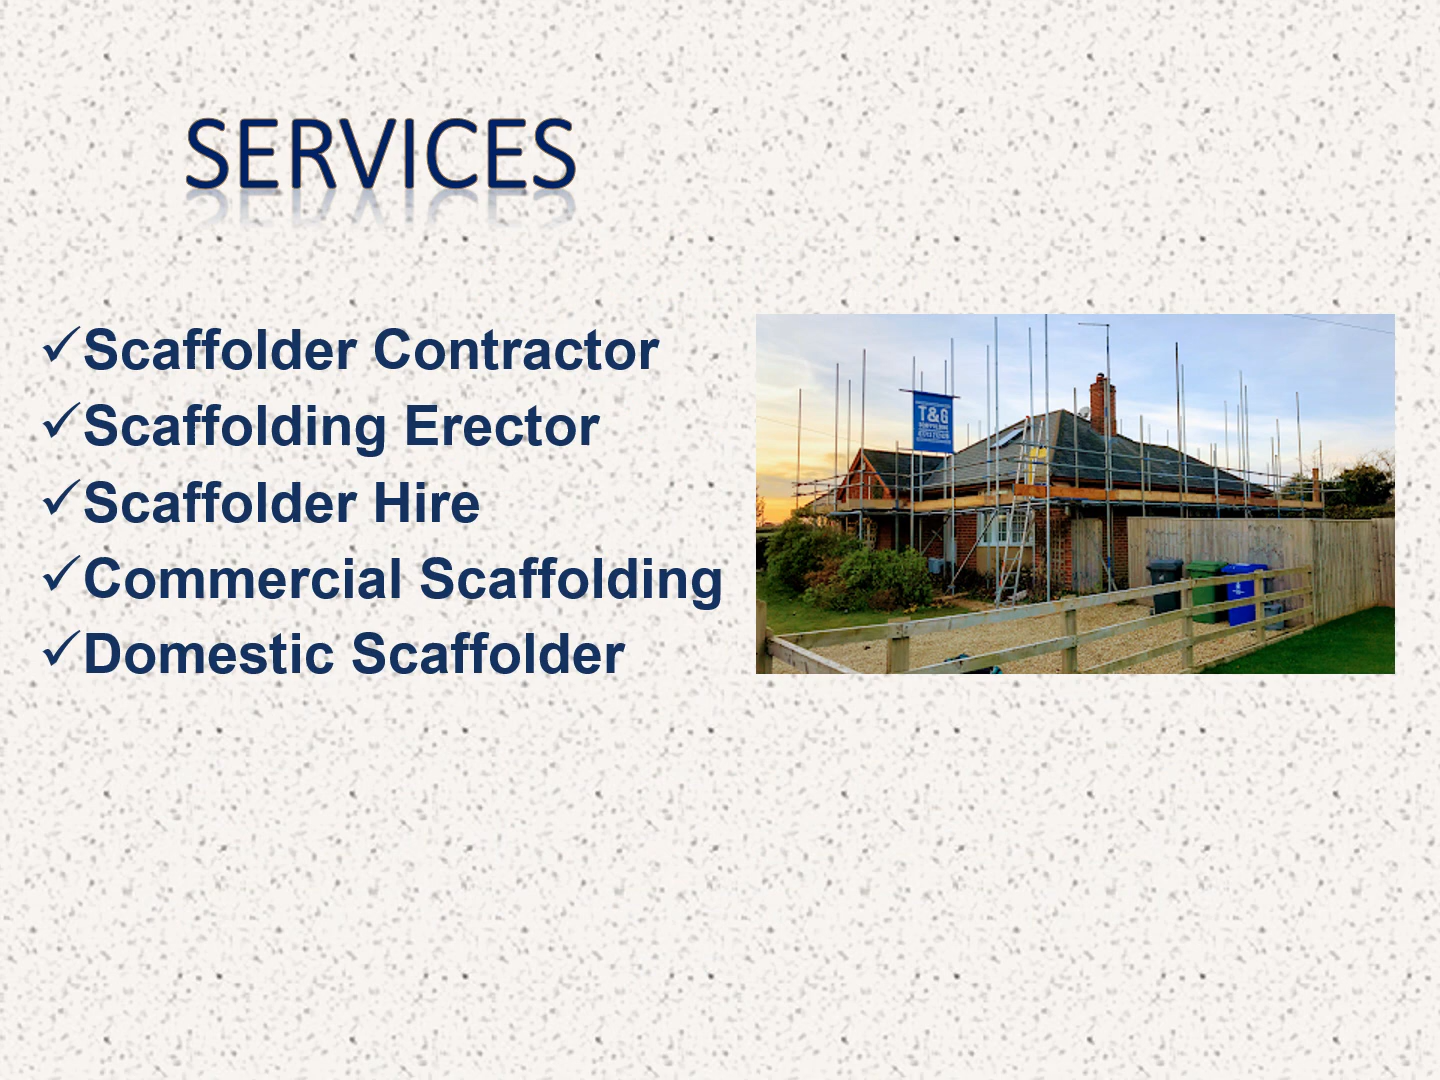 SERVICES
Scaffolder Contractor
Scaffolding Erector
Scaffolder Hire
Commercial Scaffolding
Domestic Scaffolder
T&G